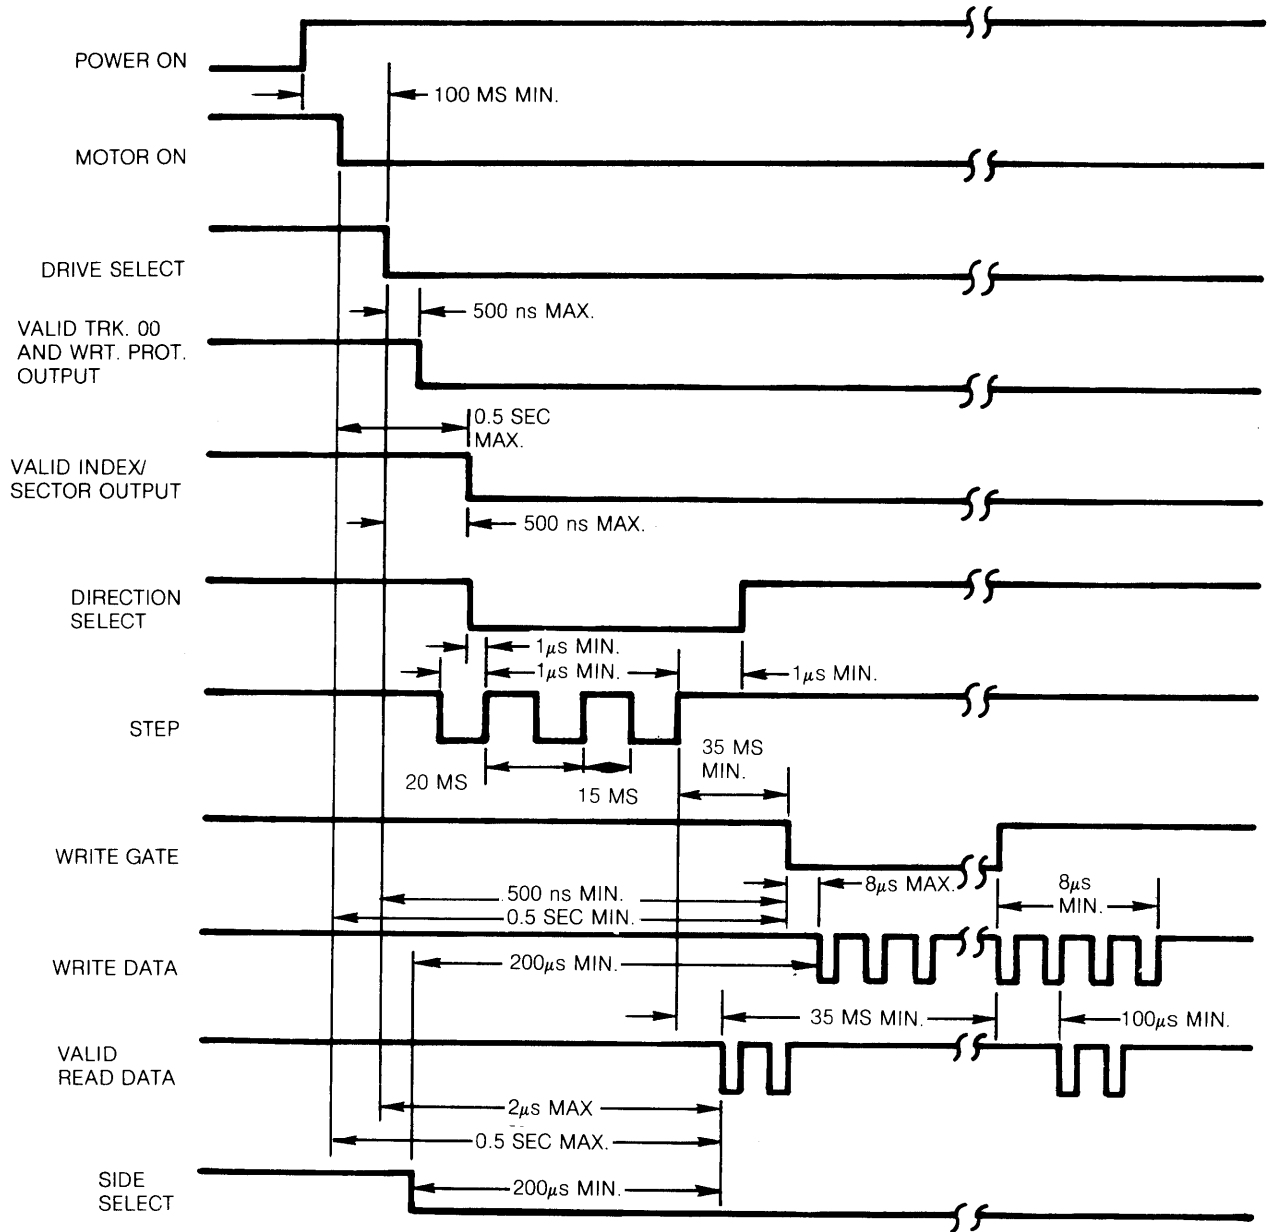 POWER ON
100 MS MIN.
MOTOR ON
DRIVE SELECT
500 ns MAX.
VALID TRK. 00
AND WRT. PROT.
OUTPUT
0.5 SEC
MAX.
VALID INDEX/
SECTOR OUTPUT
500 ns MAX.
DIRECTION
SELECT
1µs MIN.
1µs MIN.
1µs MIN.
STEP
35 MS
MIN.
20 MS
15 MS
WRITE GATE
8µs MAX.
8µs
MIN.
500 ns MIN.
0.5 SEC MIN.
WRITE DATA
200µs MIN.
35 MS MIN.
100µs MIN.
VALID
READ DATA
2µs MAX
0.5 SEC MAX.
SIDE
SELECT
200µs MIN.